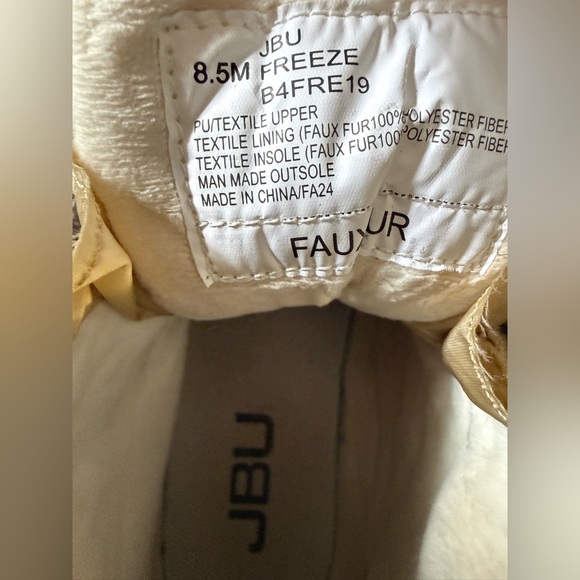 JBU
8.5M FREEZE
B4FRE19
PU/TEXTILE UPPER
TEXTILE LINING (FAUX FUR100% POLYESTER FIBER
TEXTILE INSOLE (FAUX FUR100 POLYESTER FIBER
MAN MADE OUTSOLE
MADE IN CHINA/FA24
FAUX UR
JBU